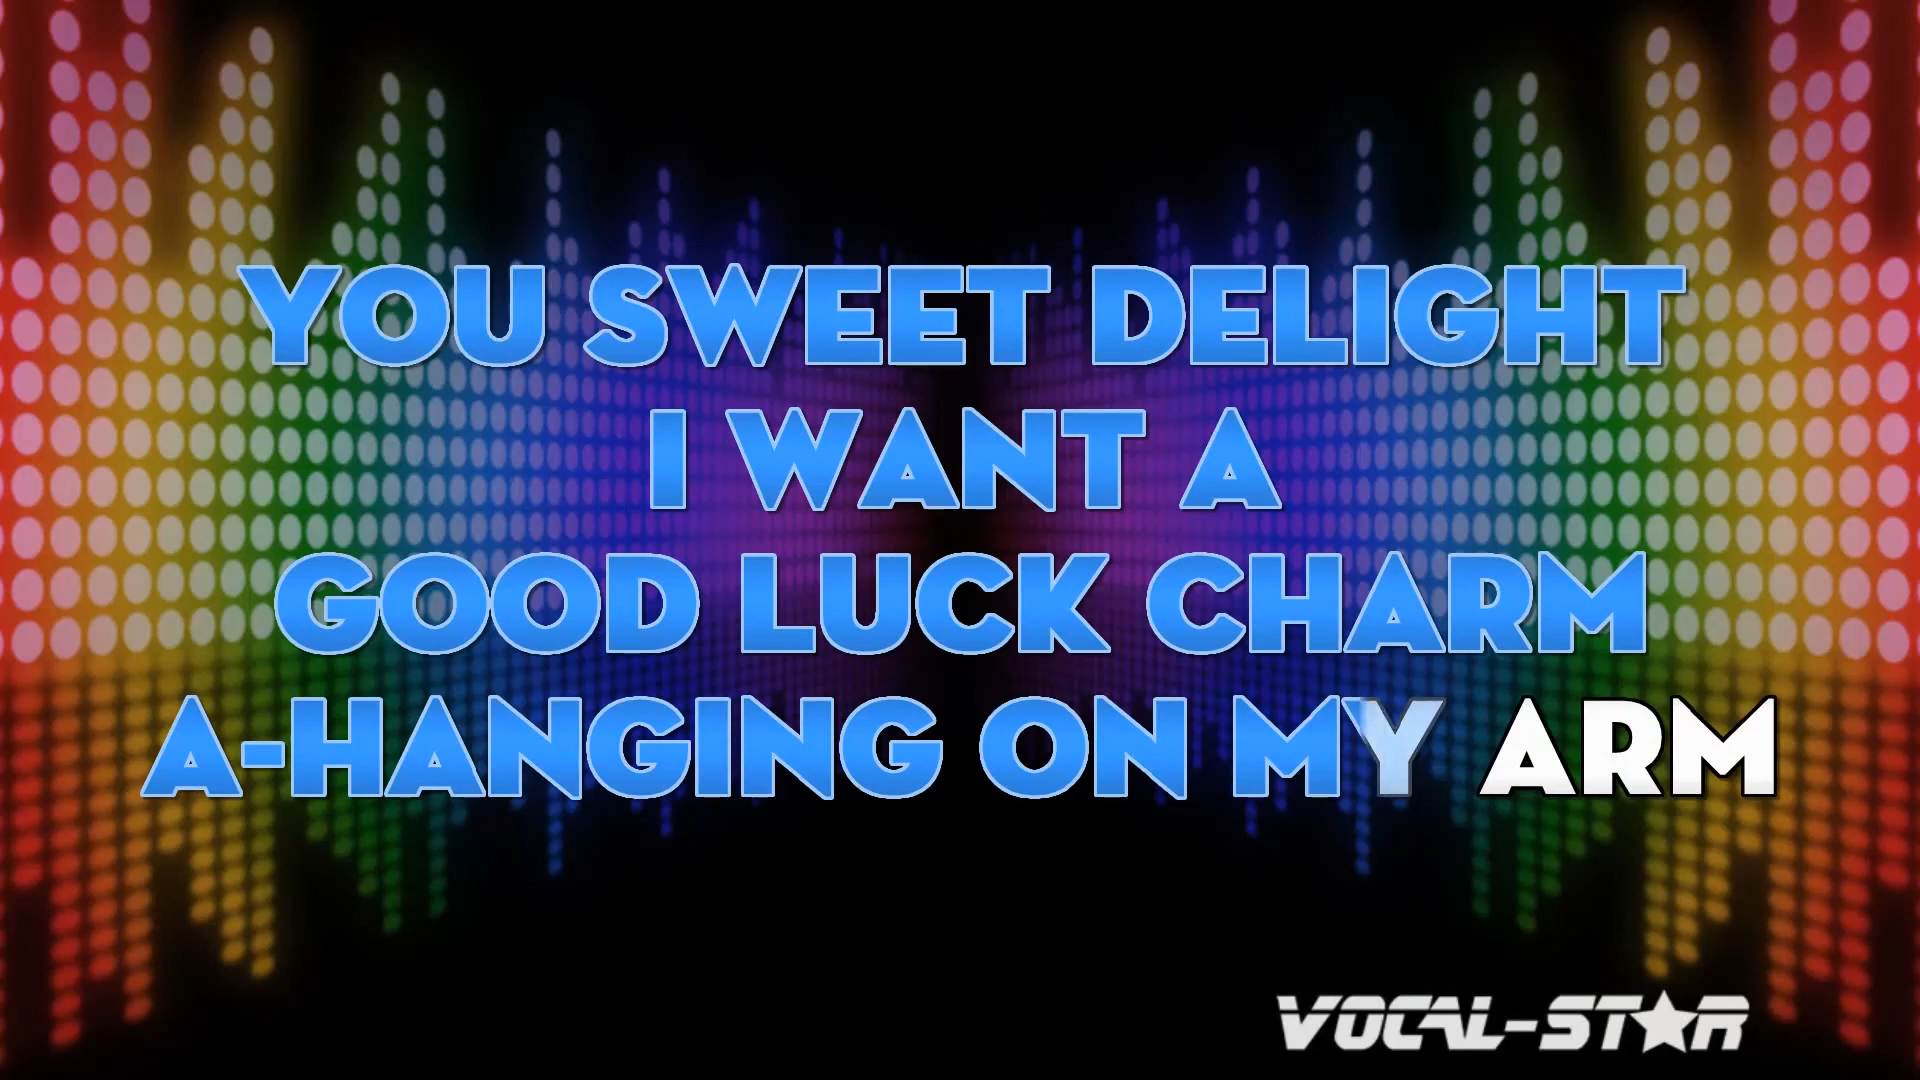 YOU SWEET DELIGHT
I WANT A
GOOD LUCK CHARM
A-HANGING ON MY ARM
VOCAL-STAR